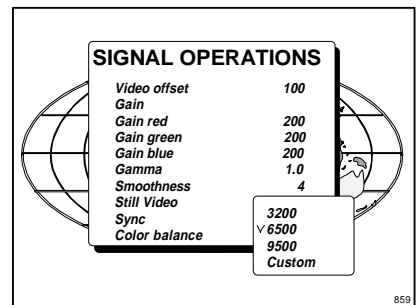 SIGNAL OPERATIONS
Video offset 100
Gain
Gain red 200
Gain green 200
Gain blue 200
Gamma 1.0
Smoothness 4
Still Video
Sync
Color balance
3200
✓6500
9500
Custom
859